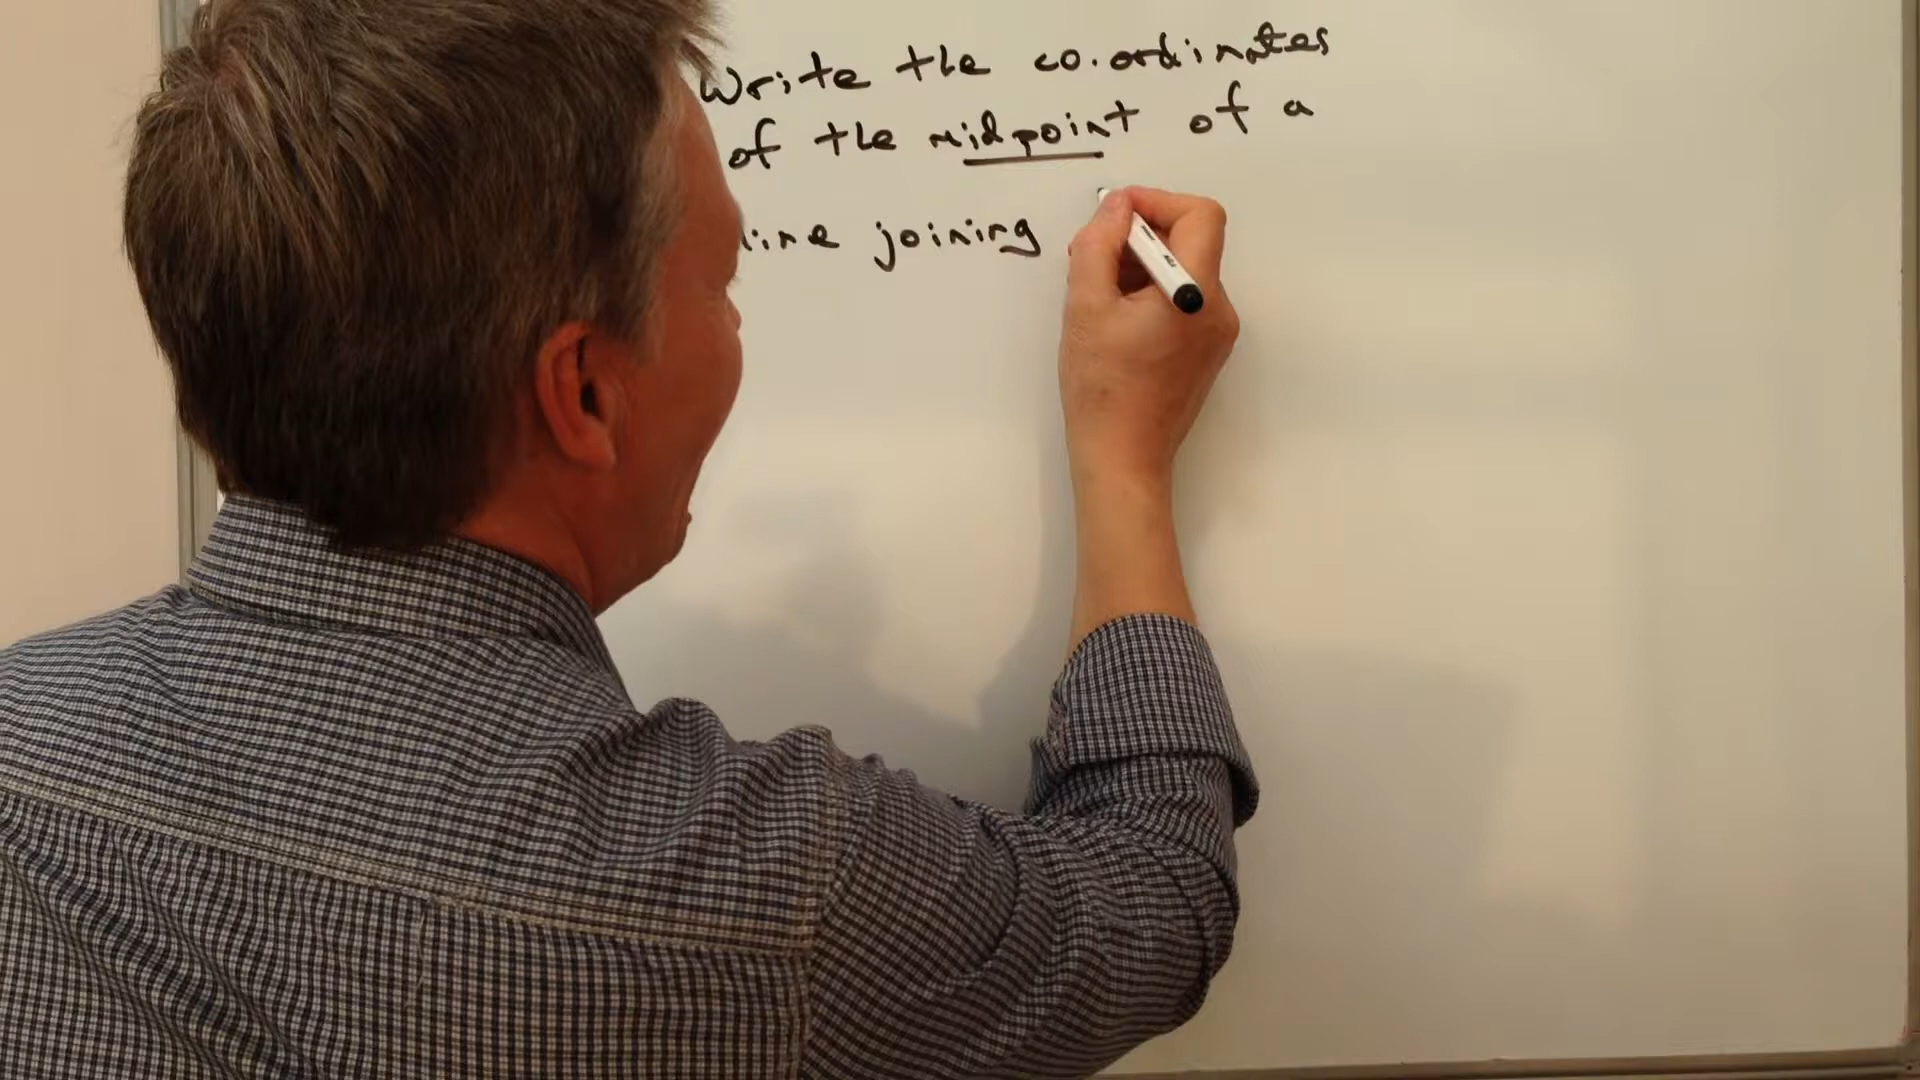 Write the co.ordinates
of the midpoint of a
line joining